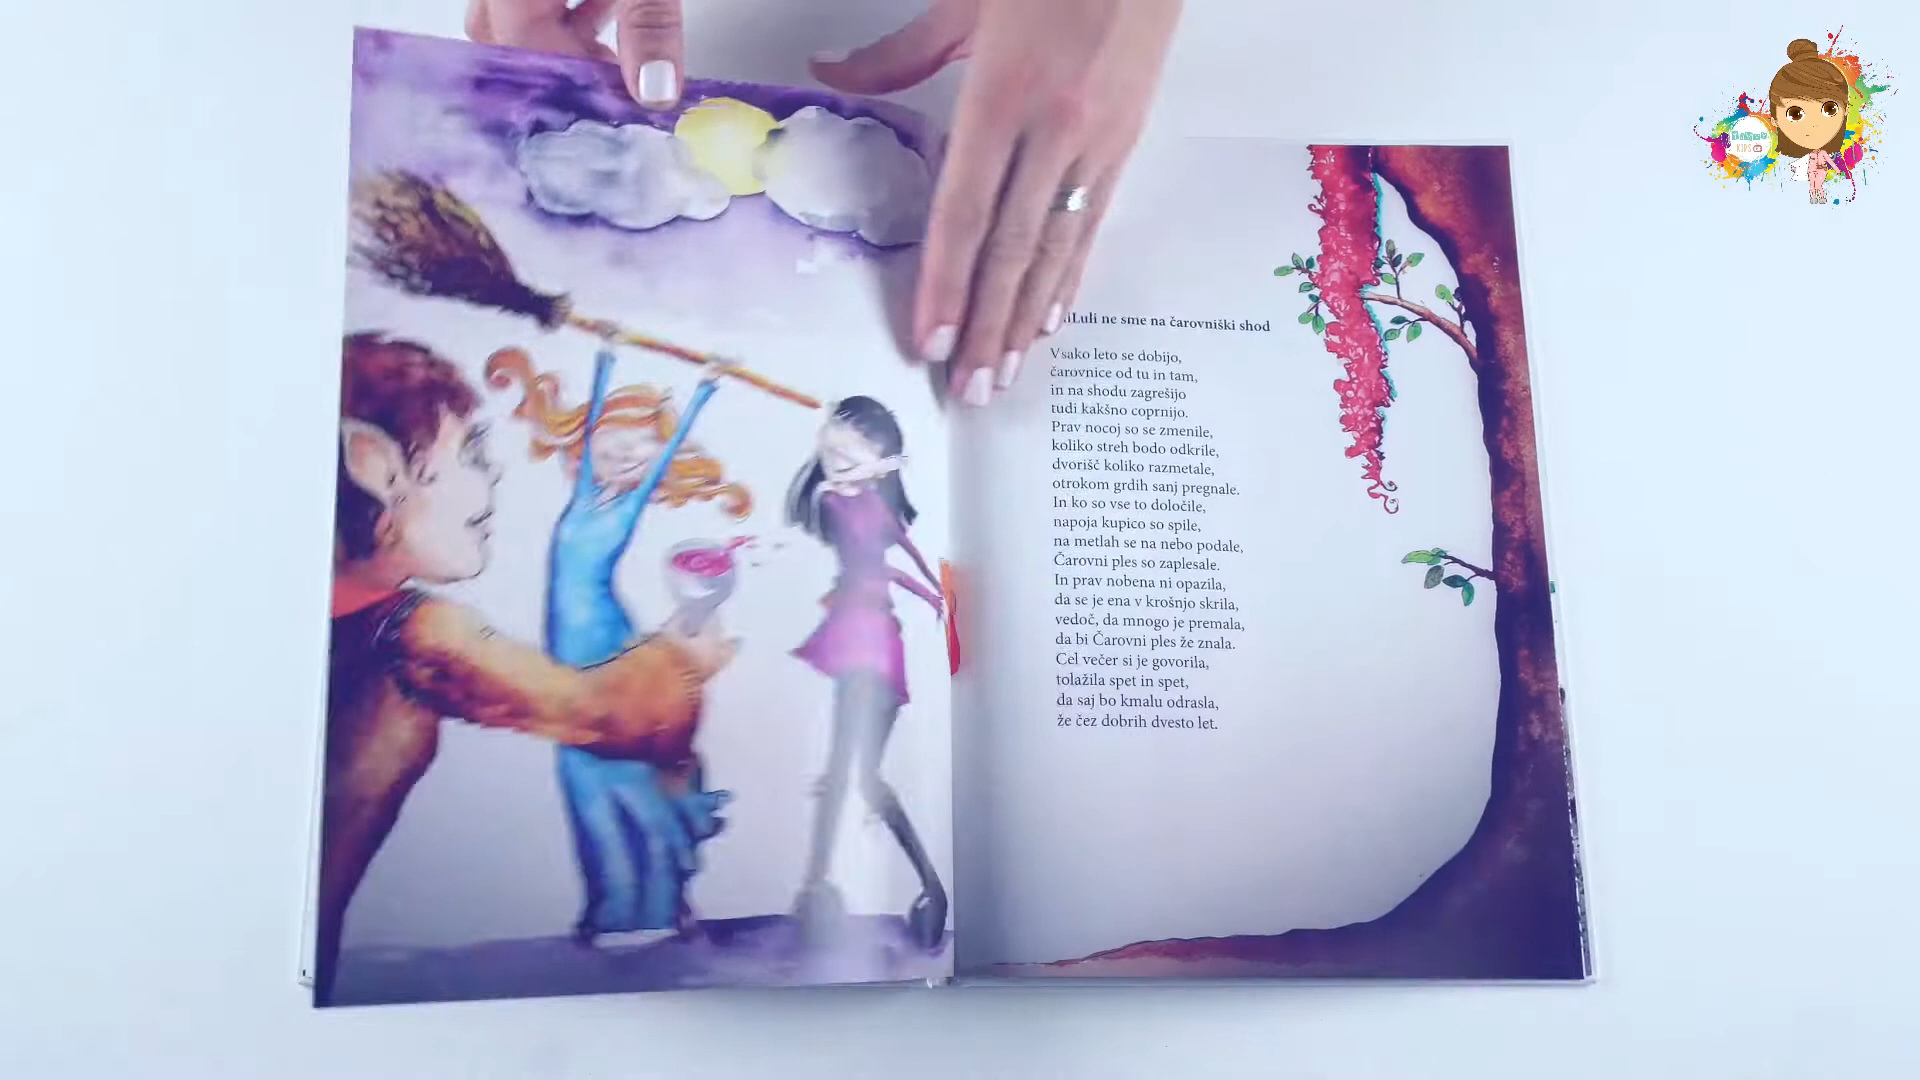 ne sme na čarovniški shod
Vsako leto se dobijo,
čarovnice od tu in tam,
in na shodu zagrešijo
tudi kakšno coprnijo.
Prav nocoj so se zmenile,
koliko streh bodo odkrile,
dvorišč koliko razmetale,
otrokom grdih sanj pregnale.
In ko so vse to določile,
napoja kupico so spile,
na metlah se na nebo podale,
Čarovni ples so zaplesale.
In prav nobena ni opazila,
da se je ena v krošnjo skrila,
vedoč, da mnogo je premala,
da bi Čarovni ples že znala.
Cel večer si je govorila,
tolažila spet in spet,
da saj bo kmalu odrasla,
že čez dobrih dvesto let.
KIPS